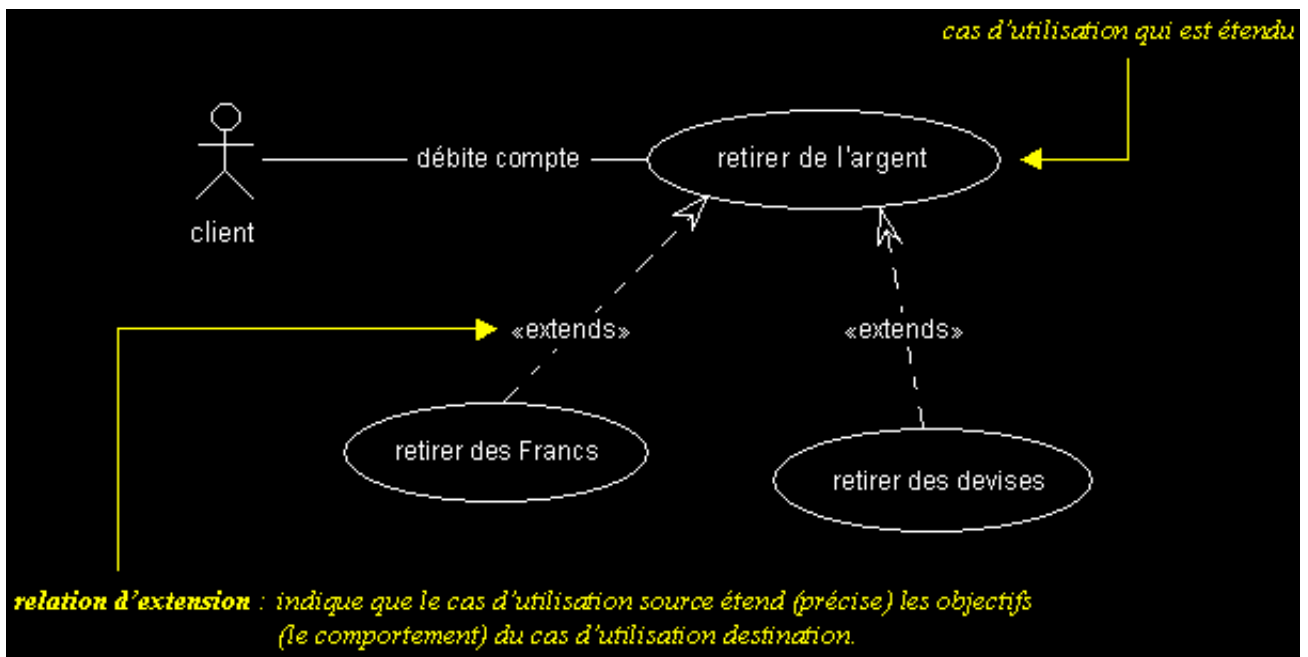 cas d'utilisation qui est étendu
débite compte
retirer de l'argent
client
«extends»
«extends»
retirer des Francs
retirer des devises
relation d'extension : indique que le cas d'utilisation source étend (précise) les objectifs
(le comportement) du cas d'utilisation destination.